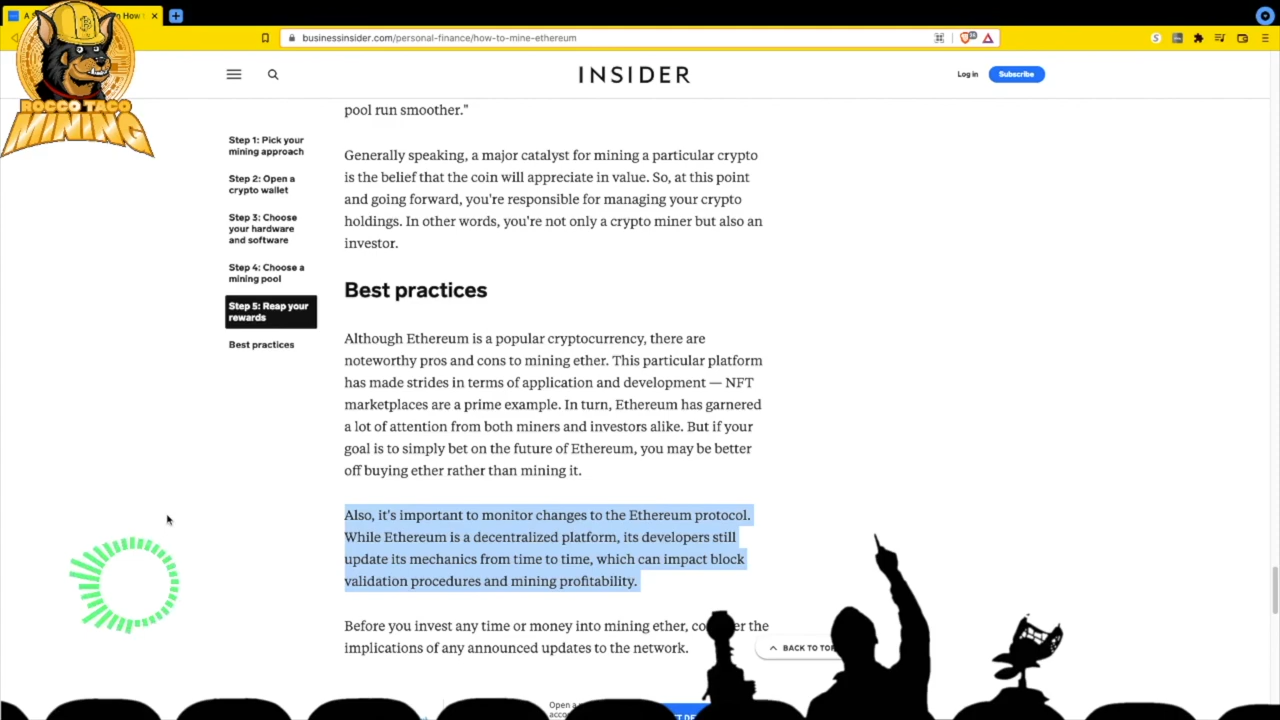 How
businessinsider.com/personal-finance/how-to-mine-ethereum
ROCCO TACO
MINING
INSIDER
Log in
Subscribe
Step 1: Pick your
mining approach
Step 2: Open a
crypto wallet
Step 3: Choose
your hardware
and software
Step 4: Choose a
mining pool
Step 5: Reap your
rewards
Best practices
pool run smoother."
Generally speaking, a major catalyst for mining a particular crypto
is the belief that the coin will appreciate in value. So, at this point
and going forward, you're responsible for managing your crypto
holdings. In other words, you're not only a crypto miner but also an
investor.
Best practices
Although Ethereum is a popular cryptocurrency, there are
noteworthy pros and cons to mining ether. This particular platform
has made strides in terms of application and development — NFT
marketplaces are a prime example. In turn, Ethereum has garnered
a lot of attention from both miners and investors alike. But if your
goal is to simply bet on the future of Ethereum, you may be better
off buying ether rather than mining it.
Also, it's important to monitor changes to the Ethereum protocol.
While Ethereum is a decentralized platform, its developers still
update its mechanics from time to time, which can impact block
validation procedures and mining profitability.
Before you invest any time or money into mining ether, the
implications of any announced updates to the network.
BACK TO TOP
Open a